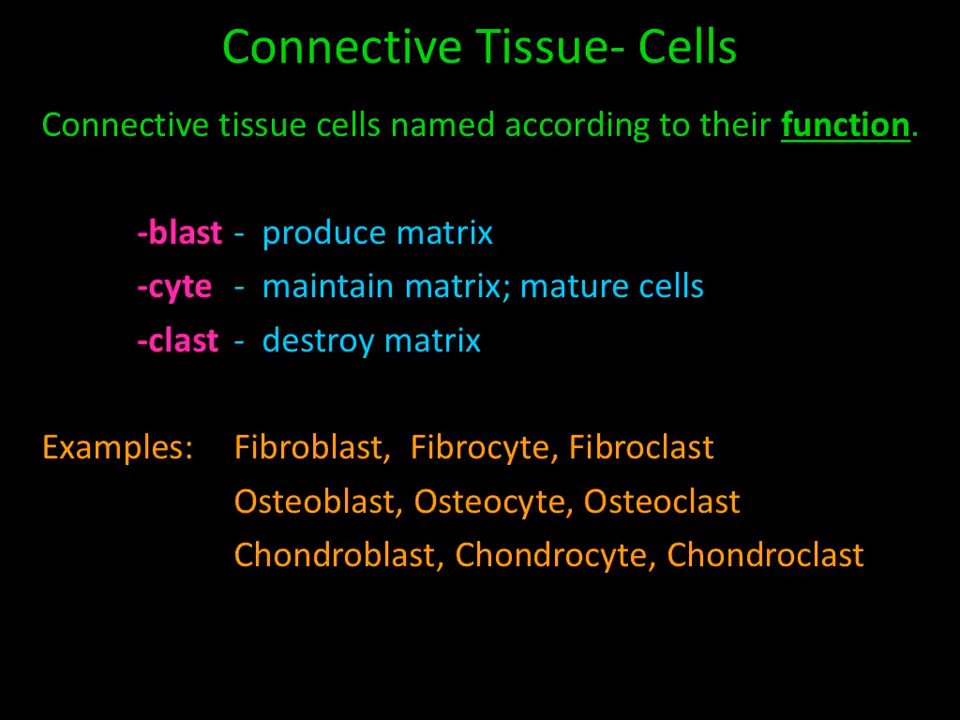 Connective Tissue- Cells
Connective tissue cells named according to their function.
-blast - produce matrix
-cyte - maintain matrix; mature cells
-clast - destroy matrix
Examples: Fibroblast, Fibrocyte, Fibroclast
Osteoblast, Osteocyte, Osteoclast
Chondroblast, Chondrocyte, Chondroclast